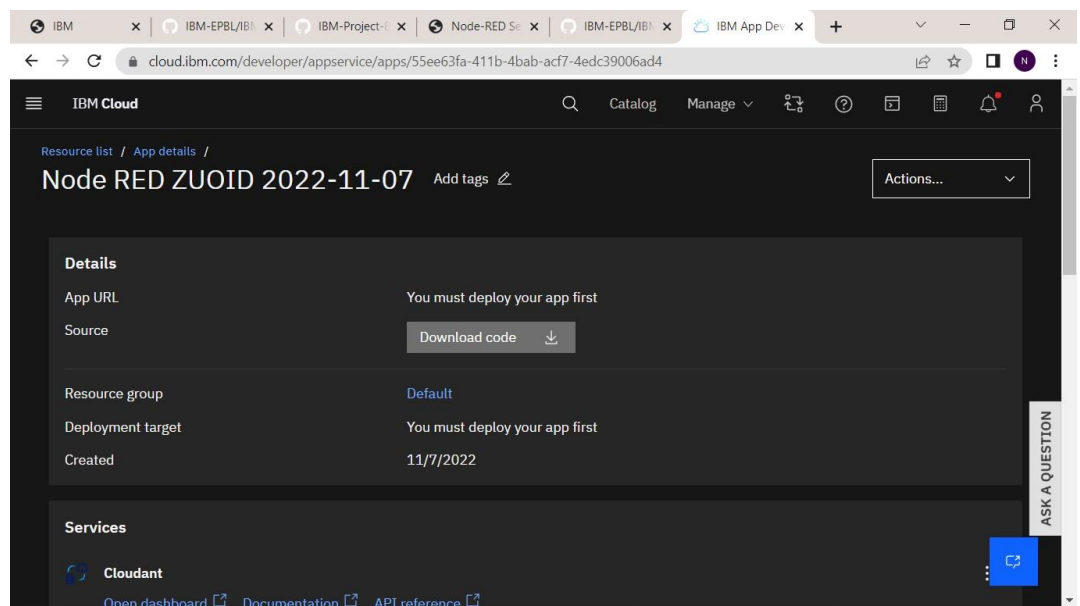 IBM
IBM-EPBL/IBM
IBM-Project-
Node-RED Se
IBM-EPBL/IBM
IBM App Dev
cloud.ibm.com/developer/appservice/apps/55ee63fa-411b-4bab-acf7-4edc39006ad4
N
IBM Cloud
Catalog
Manage
Resource list / App details /
Node RED ZUOID 2022-11-07
Add tags
Actions...
Details
App URL
You must deploy your app first
Source
Download code
Resource group
Default
Deployment target
You must deploy your app first
Created
11/7/2022
ASK A QUESTION
Services
Cloudant
Open dashboard
Documentation
API reference